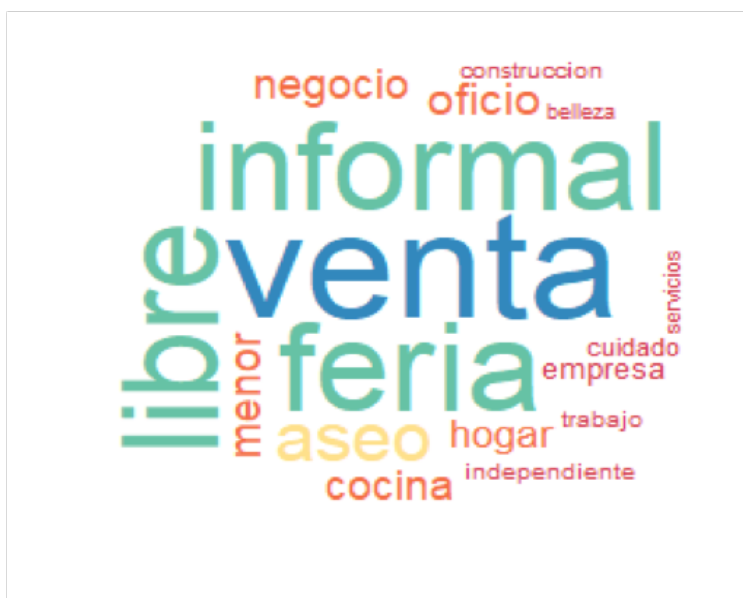 construccion
negocio
oficio
belleza
informal
libre
venta
servicios
menor
feria
cuidado
empresa
aseo
hogar
trabajo
cocina
independiente